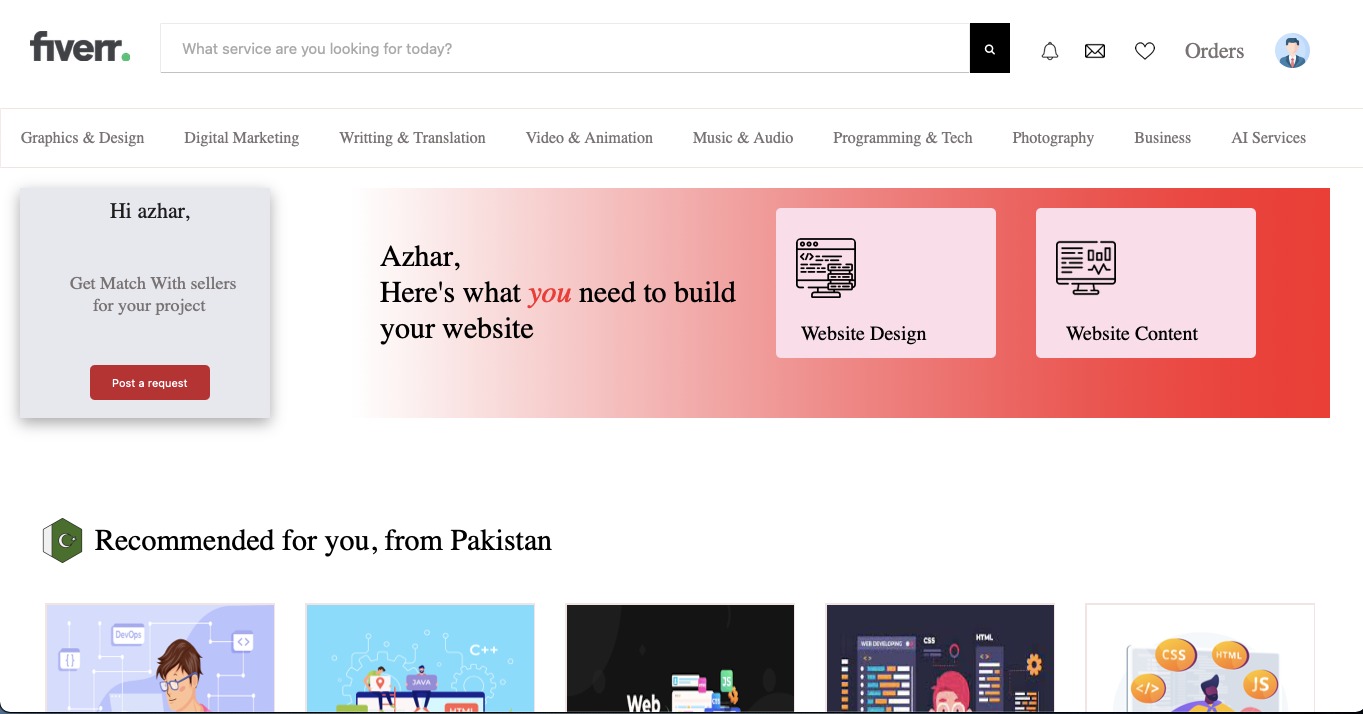 fiverr.
What service are you looking for today?
Orders
Graphics & Design
Digital Marketing
Writting & Translation
Video & Animation
Music & Audio
Programming & Tech
Photography
Business
AI Services
Hi azhar,
Get Match With sellers
for your project
Post a request
Azhar,
Here's what you need to build
your website
</>
Website Design
Website Content
Recommended for you, from Pakistan
DevOps
<>
{}
C++
JAVA
HTML
JS
Web
WEB DEVELOPING
CSS
HTML
CSS
HTML
</>
JS